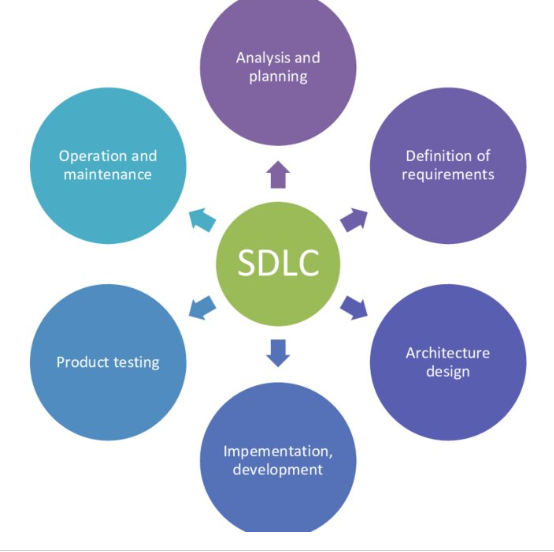 Analysis and
planning
Definition of
requirements
Architecture
design
Impementation,
development
Product testing
Operation and
maintenance
SDLC